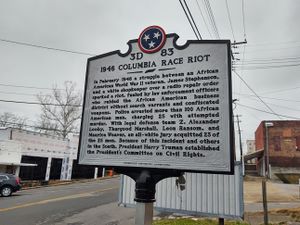 3D 83
1946 COLUMBIA RACE RIOT
In February 1946 a struggle between an African
American World War II veteran, James Stephenson,
and a white shopkeeper over a radio repair order
ignited a riot, fueled by law enforcement officers
who raided the African American business
district without search warrants and confiscated
weapons. Police arrested more than 100 African
American men, charging 25 with attempted
murder. With legal defense team Z. Alexander
Looby, Thurgood Marshall, Leon Ransom, and
Maurice Weaver, an all-white jury acquitted 23 of
the 25 men. Because of this incident and others
in the South, President Harry Truman established
the President's Committee on Civil Rights.